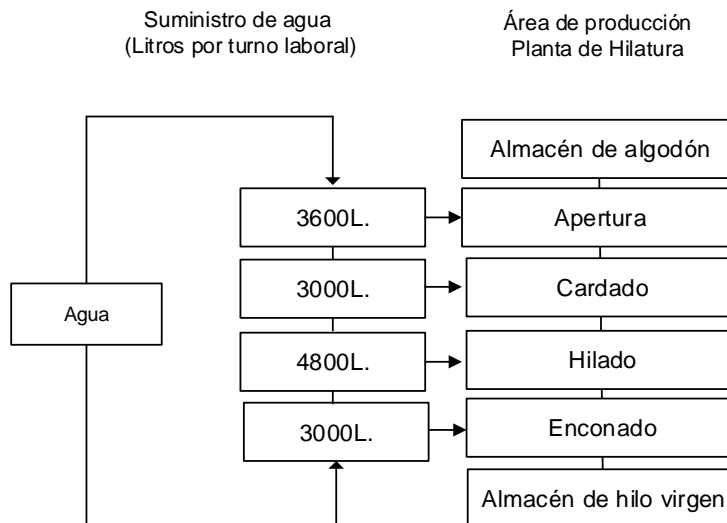 Suministro de agua
(Litros por turno laboral)
Área de producción
Planta de Hilatura
Almacén de algodón
3600L.
Apertura
3000L.
Cardado
Agua
4800L.
Hilado
3000L.
Enconado
Almacén de hilo virgen